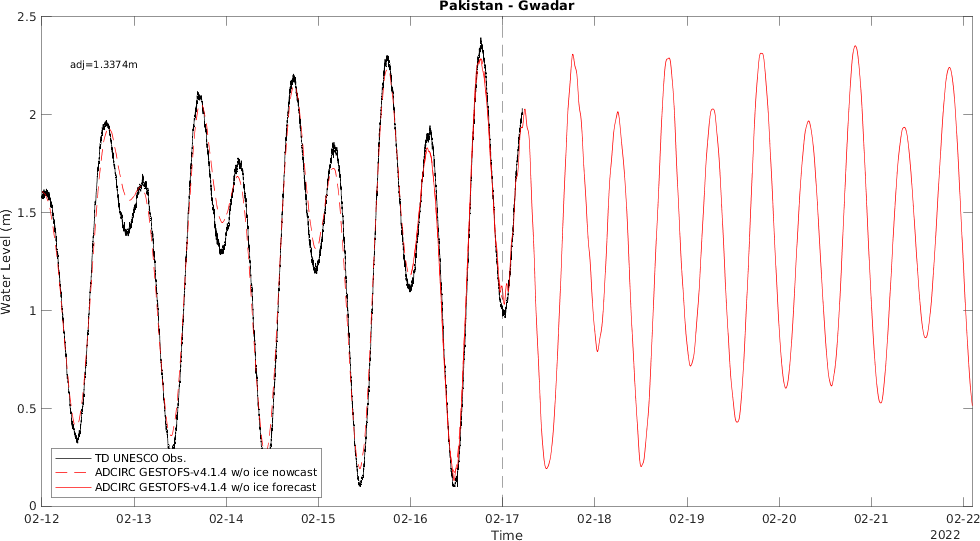 Pakistan - Gwadar
adj=1.3374m
2.5
2
1.5
1
0.5
0
Water Level (m)
TD UNESCO Obs.
ADCIRC GESTOFS-v4.1.4 w/o ice nowcast
ADCIRC GESTOFS-v4.1.4 w/o ice forecast
02-12 02-13 02-14 02-15 02-16 02-17 02-18 02-19 02-20 02-21 02-22
Time
2022